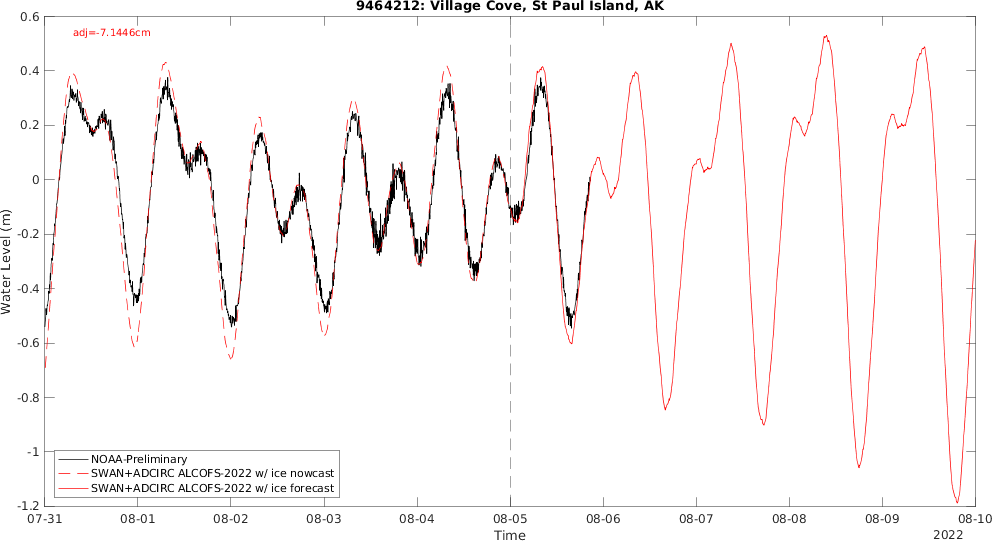 9464212: Village Cove, St Paul Island, AK
adj=-7.1446cm
0.6
0.4
0.2
0
-0.2
-0.4
-0.6
-0.8
-1
-1.2
Water Level (m)
NOAA-Preliminary
SWAN+ADCIRC ALCOFS-2022 w/ ice nowcast
SWAN+ADCIRC ALCOFS-2022 w/ ice forecast
07-31 08-01 08-02 08-03 08-04 08-05 08-06 08-07 08-08 08-09 08-10
Time
2022